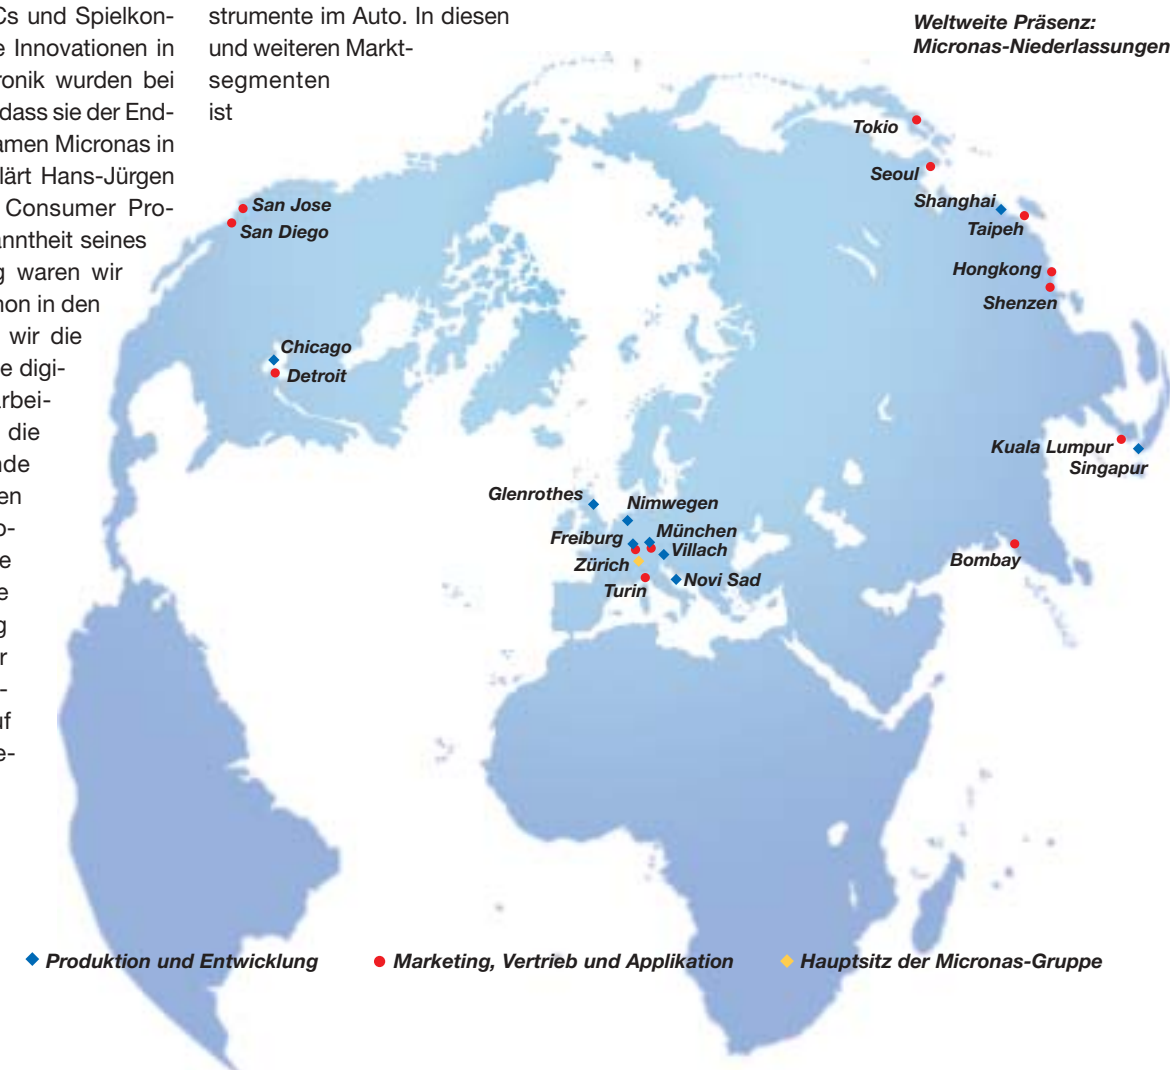 Cs und Spielkon-
e Innovationen in
ronik wurden bei
dass sie der End-
amen Micronas in
lärt Hans-Jürgen
Consumer Pro-
anntheit seines
g waren wir
hon in den
wir die
e digi-
rbei-
die
nde
en
o-
e
e
g
r
-
uf
e-
strumente im Auto. In diesen
und weiteren Markt-
segmenten
ist
Weltweite Präsenz:
Micronas-Niederlassungen
Tokio
Seoul
Shanghai
Taipeh
Hongkong
Shenzen
San Jose
San Diego
Chicago
Detroit
Kuala Lumpur
Singapur
Bombay
Glenrothes
Nimwegen
Freiburg
München
Villach
Zürich
Novi Sad
Turin
Produktion und Entwicklung
Marketing, Vertrieb und Applikation
Hauptsitz der Micronas-Gruppe